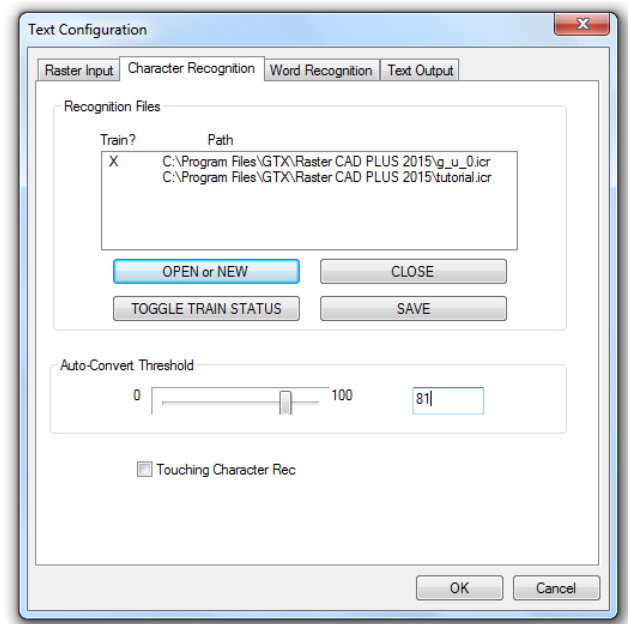 Text Configuration
Raster Input Character Recognition Word Recognition Text Output
Recognition Files
Train? Path
X C:\Program Files\GTX\Raster CAD PLUS 2015\g_u_0.icr
C:\Program Files\GTX\Raster CAD PLUS 2015\tutorial.icr
OPEN or NEW CLOSE
TOGGLE TRAIN STATUS SAVE
Auto-Convert Threshold
0 100 81
Touching Character Rec
OK Cancel